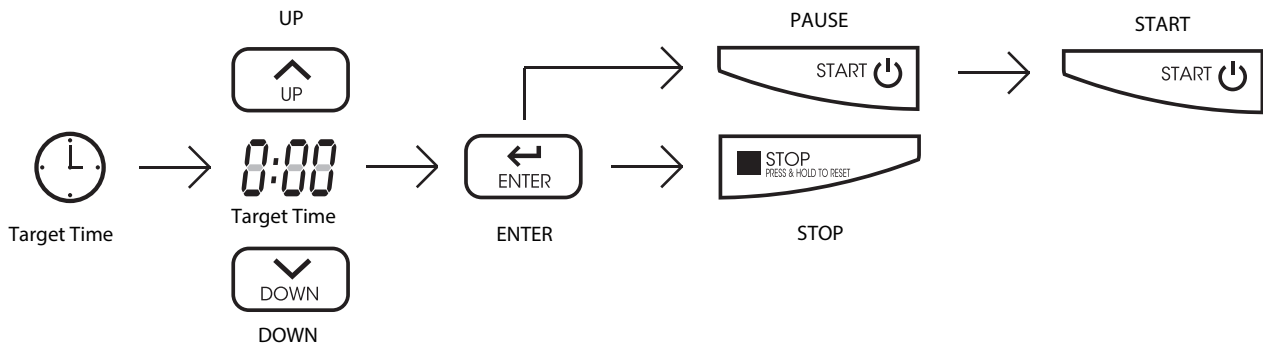 UP
UP
Target Time
0:00
Target Time
DOWN
DOWN
ENTER
ENTER
PAUSE
START
STOP
PRESS & HOLD TO RESET
STOP
START
START